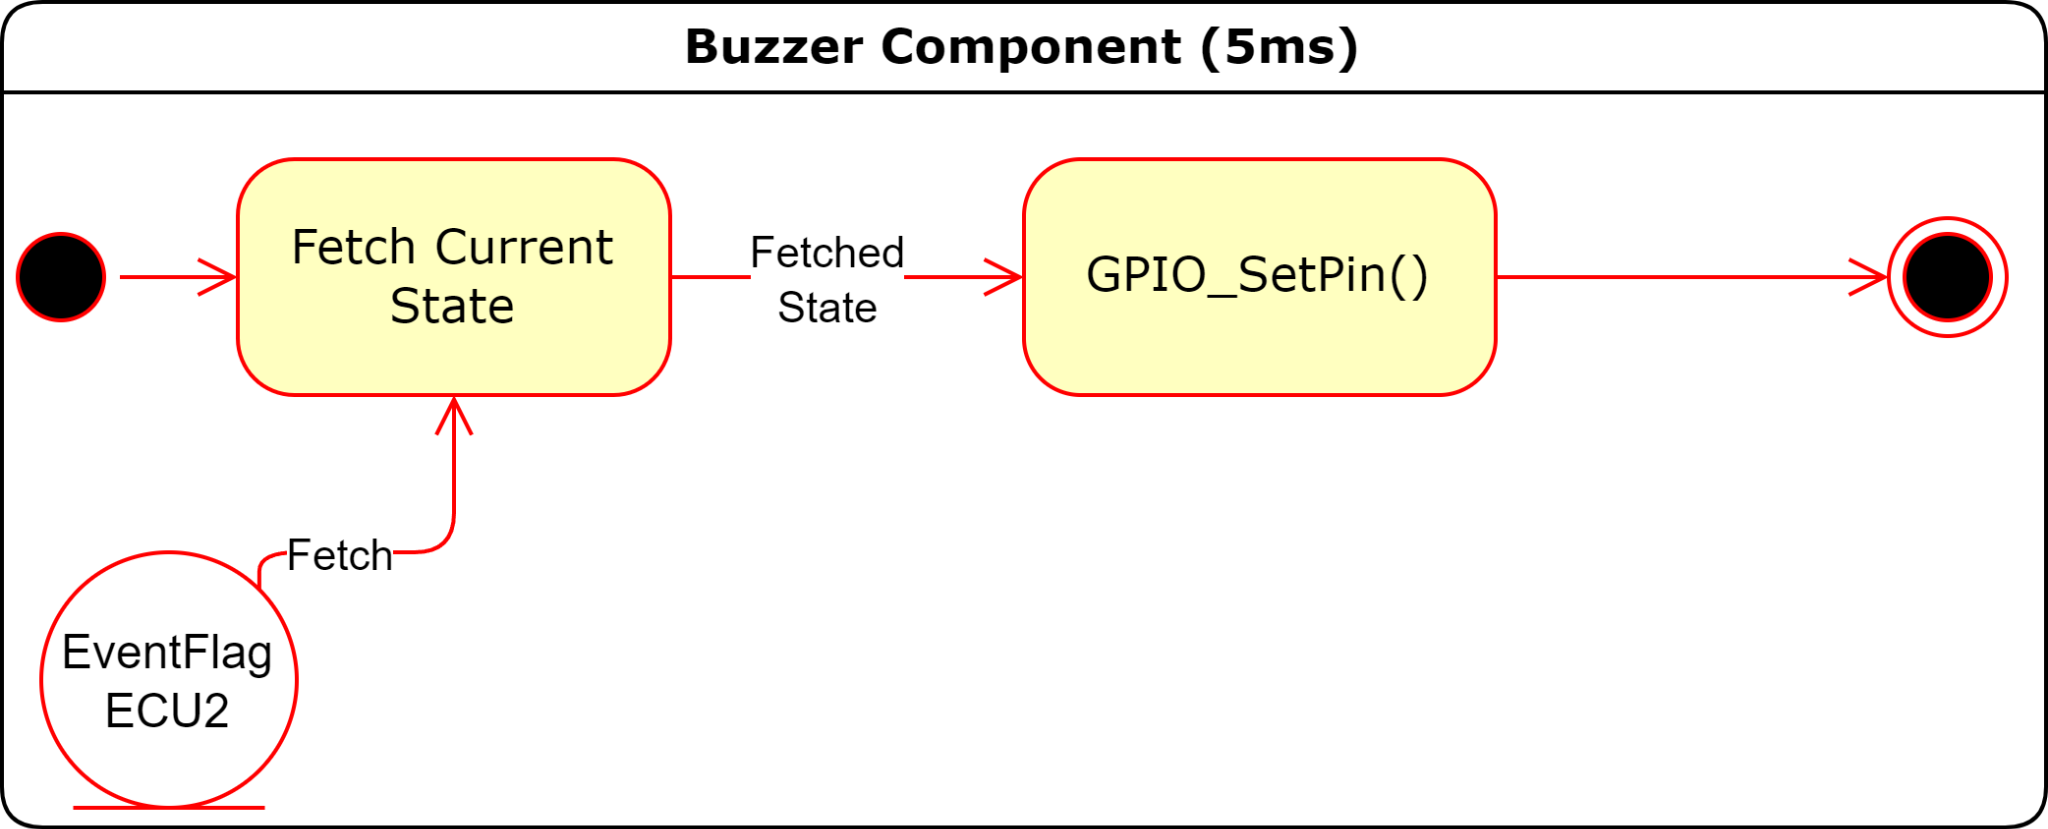 Buzzer Component (5ms)
Fetch Current
State
Fetched
State
GPIO_SetPin()
Fetch
EventFlag
ECU2